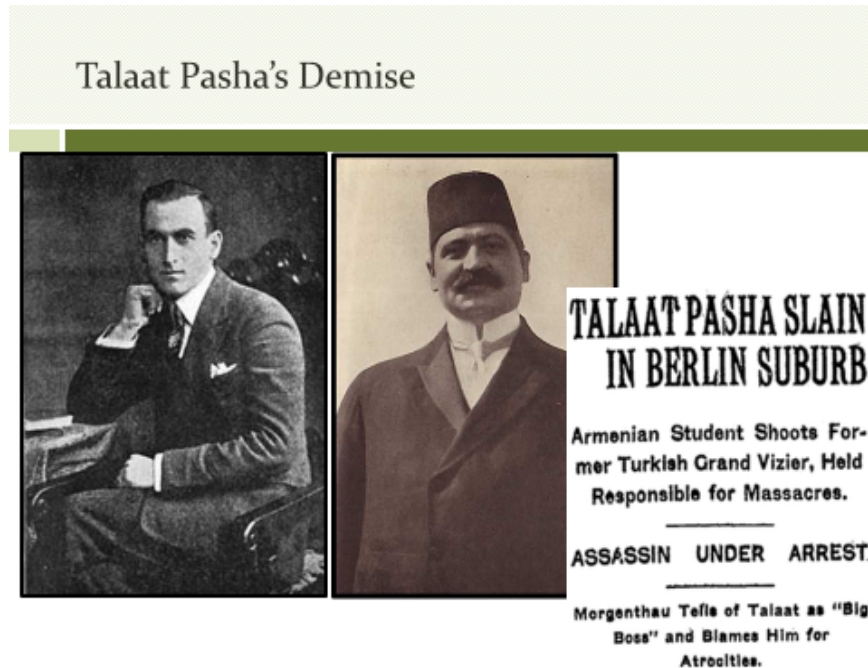 Talaat Pasha’s Demise
TALAAT PASHA SLAIN
IN BERLIN SUBURB
Armenian Student Shoots For-
mer Turkish Grand Vizier, Held
Responsible for Massacres.
ASSASSIN UNDER ARREST
Morgenthau Tells of Talaat as "Big
Boss" and Blames Him for
Atrocities.